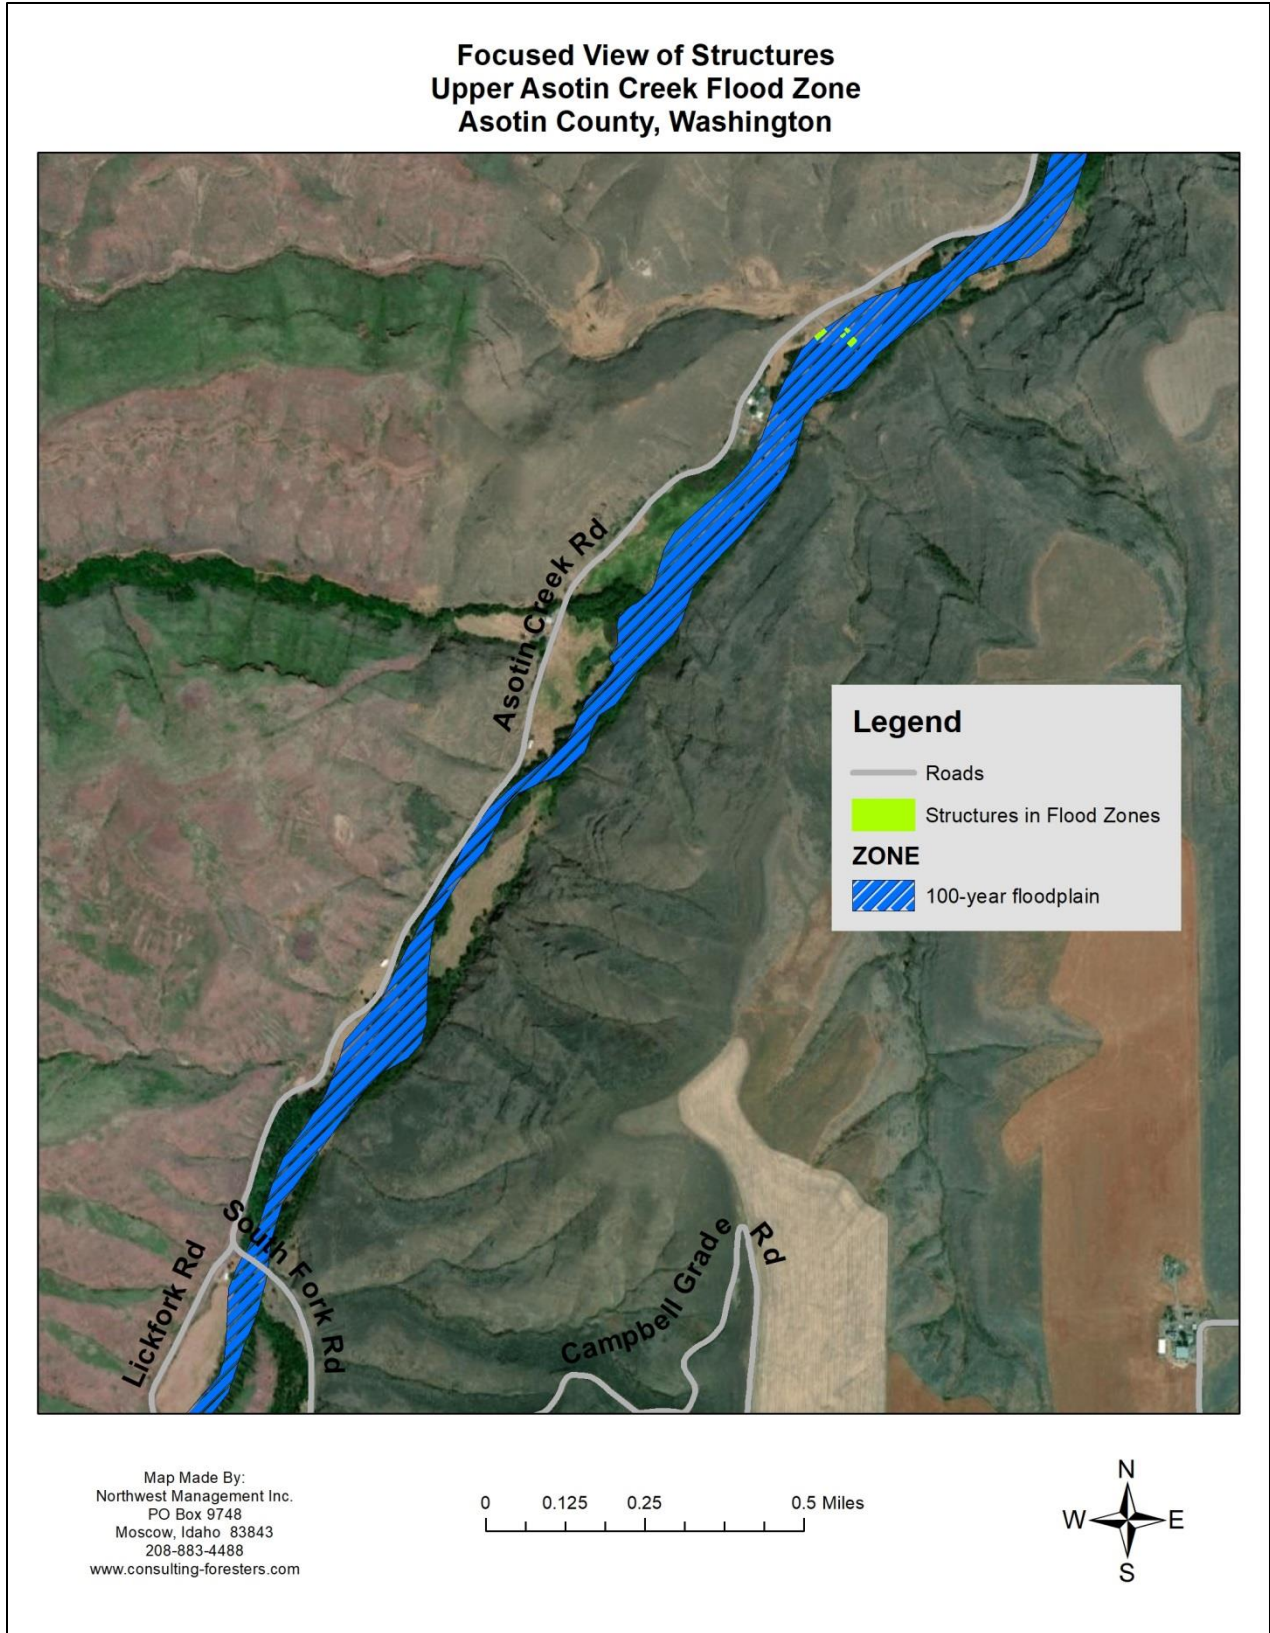 Focused View of Structures
Upper Asotin Creek Flood Zone
Asotin County, Washington
Asotin Creek Rd
Legend
Roads
Structures in Flood Zones
ZONE
100-year floodplain
South Fork Rd
Lickfork Rd
Campbell Grade Rd
Map Made By:
Northwest Management Inc.
PO Box 9748
Moscow, Idaho 83843
208-883-4488
www.consulting-foresters.com
0 0.125 0.25 0.5 Miles
N
W E
S